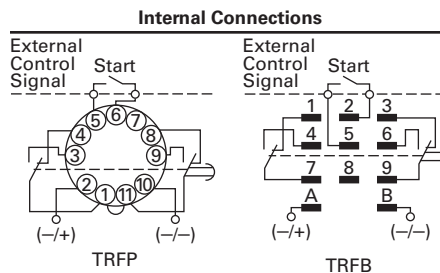 Internal Connections
External
Control
Signal
Start
5
6
7
4
8
3
9
2
1
11
10
(–/+)
(–/–)
TRFP
External
Control
Signal
Start
1
2
3
4
5
6
7
8
9
A
B
(–/+)
(–/–)
TRFB